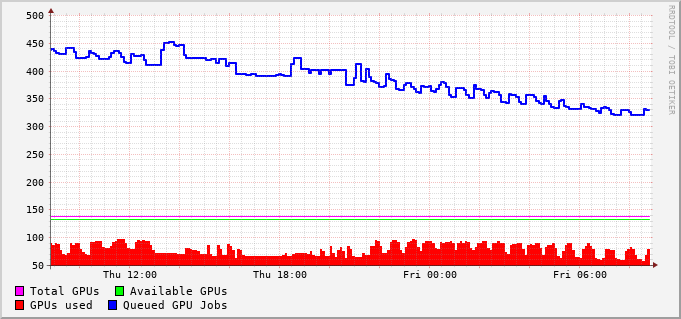 500
450
400
350
300
250
200
150
100
50
Thu 12:00 Thu 18:00 Fri 00:00 Fri 06:00
Total GPUs Available GPUs
GPUs used Queued GPU Jobs
RRDTOOL / TOBI OETIKER